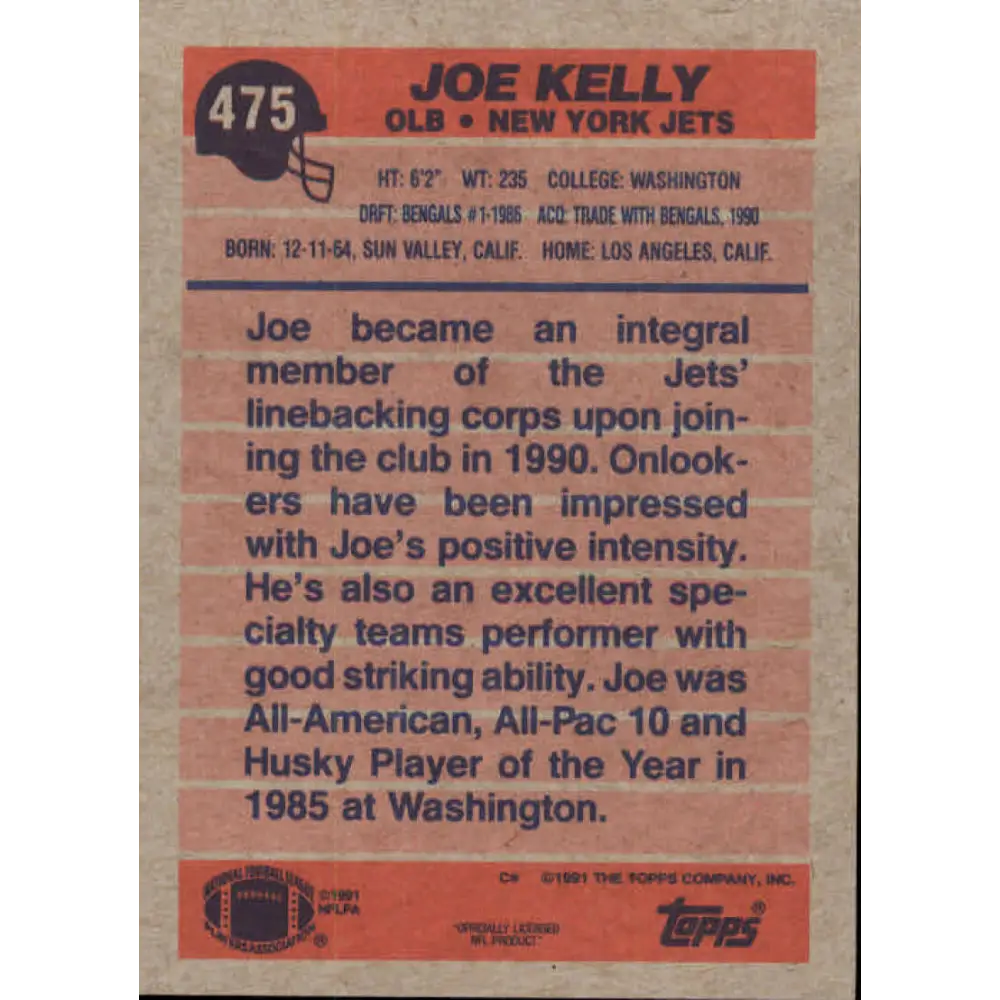 475
JOE KELLY
OLB • NEW YORK JETS
HT: 6'2" WT: 235 COLLEGE: WASHINGTON
DRFT: BENGALS #1-1986 ACQ: TRADE WITH BENGALS, 1990
BORN: 12-11-64, SUN VALLEY, CALIF. HOME: LOS ANGELES, CALIF.
Joe became an integral
member of the Jets'
linebacking corps upon join-
ing the club in 1990. Onlook-
ers have been impressed
with Joe's positive intensity.
He's also an excellent spe-
cialty teams performer with
good striking ability. Joe was
All-American, All-Pac 10 and
Husky Player of the Year in
1985 at Washington.
C* ©1991 THE TOPPS COMPANY, INC.
NATIONAL FOOTBALL LEAGUE
PLAYERS ASSOCIATION ®
©1991
NFLPA
"OFFICIALLY LICENSED
NFL PRODUCT"
topps ®